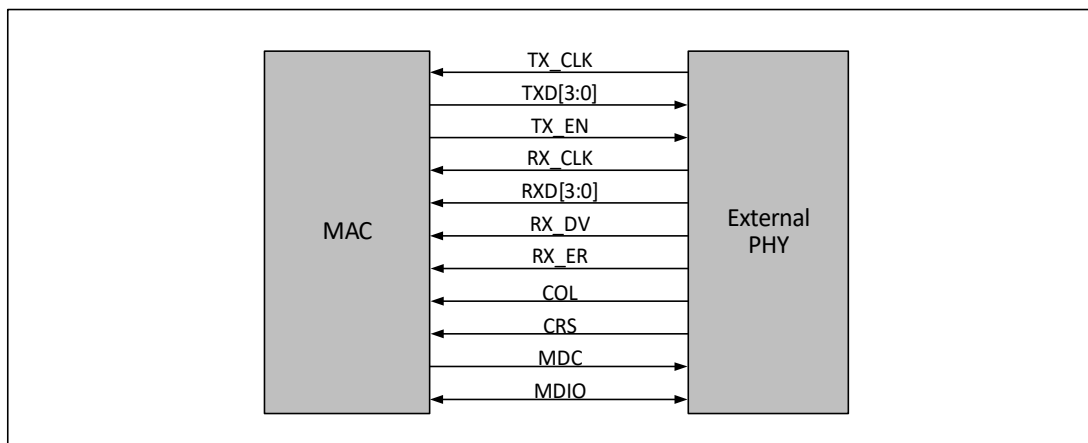 TX_CLK
TXD[3:0]
TX_EN
RX_CLK
RXD[3:0]
MAC
RX_DV
External
PHY
RX_ER
COL
CRS
MDC
MDIO